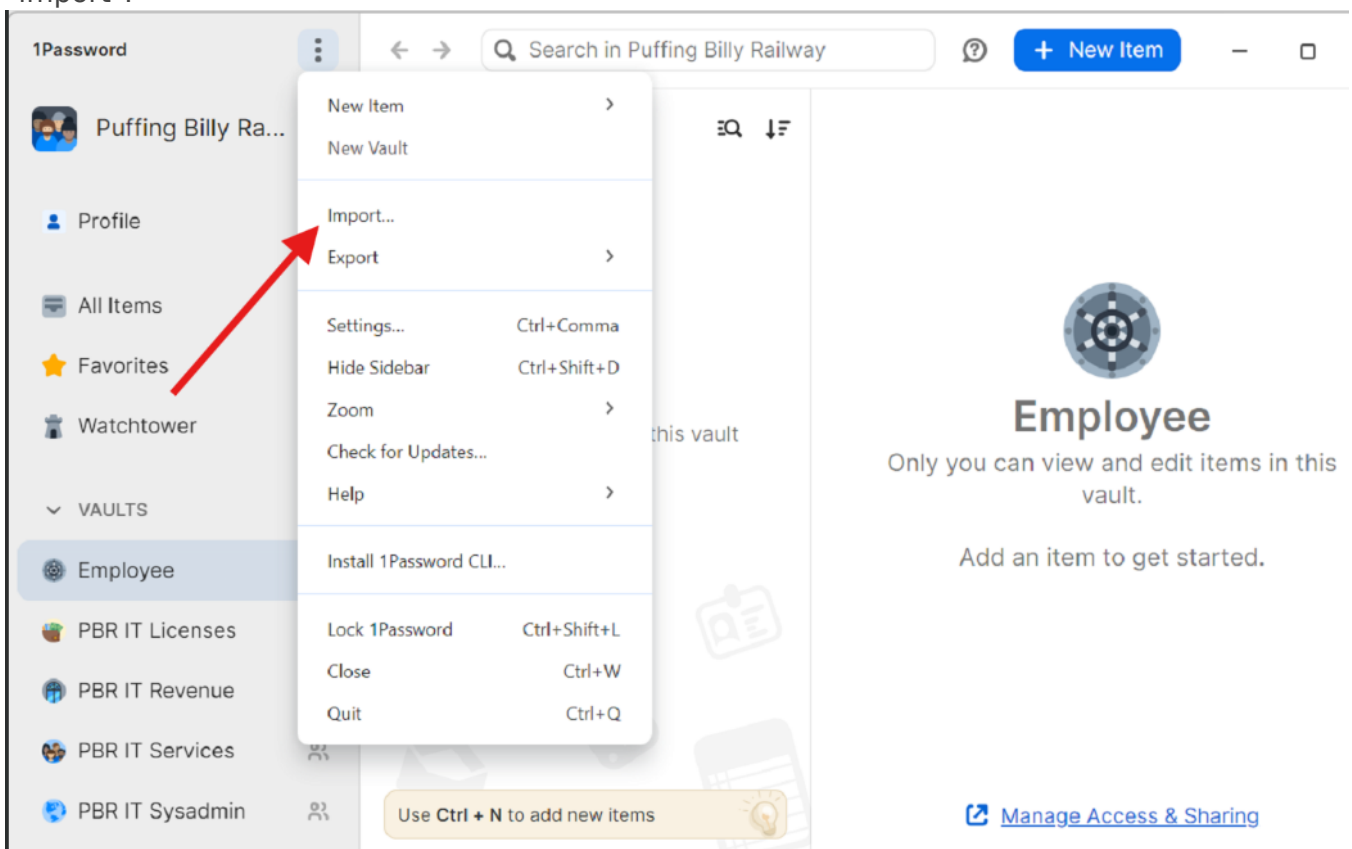 1Password
Search in Puffing Billy Railway
+ New Item
Puffing Billy Ra...
Profile
All Items
Favorites
Watchtower
VAULTS
Employee
PBR IT Licenses
PBR IT Revenue
PBR IT Services
PBR IT Sysadmin
New Item
New Vault
Import...
Export
Settings... Ctrl+Comma
Hide Sidebar Ctrl+Shift+D
Zoom
Check for Updates...
Help
Install 1Password CLI...
Lock 1Password Ctrl+Shift+L
Close Ctrl+W
Quit Ctrl+Q
this vault
Use Ctrl + N to add new items
Employee
Only you can view and edit items in this
vault.
Add an item to get started.
Manage Access & Sharing